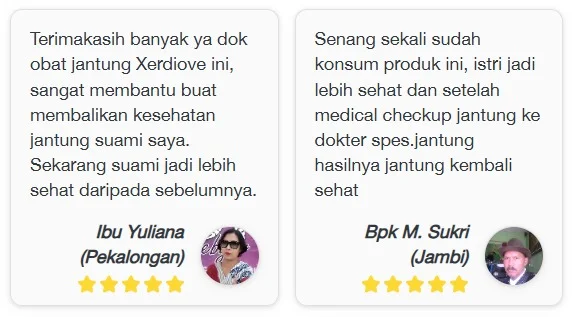 Terimakasih banyak ya dok
obat jantung Xerdiove ini,
sangat membantu buat
membalikan kesehatan
jantung suami saya.
Sekarang suami jadi lebih
sehat daripada sebelumnya.
Ibu Yuliana
(Pekalongan)
Senang sekali sudah
konsum produk ini, istri jadi
lebih sehat dan setelah
medical checkup jantung ke
dokter spes.jantung
hasilnya jantung kembali
sehat
Bpk M. Sukri
(Jambi)